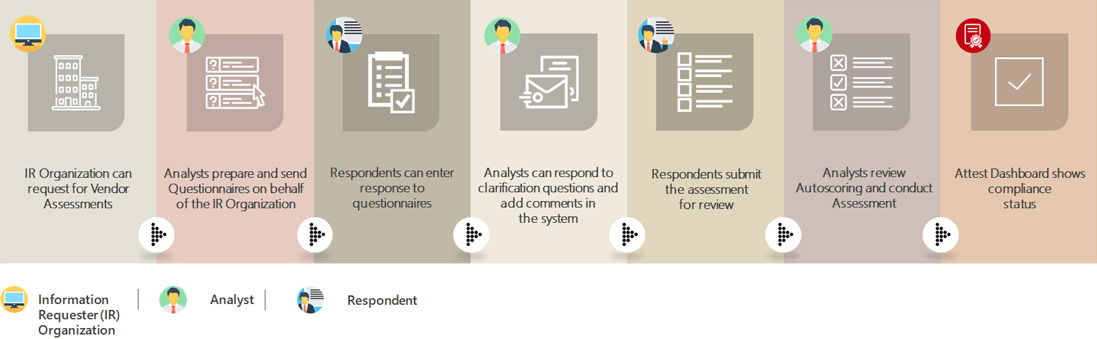 IR Organization can
request for Vendor
Assessments
Analysts prepare and send
Questionnaires on behalf
of the IR Organization
Respondents can enter
response to
questionnaires
Analysts can respond to
clarification questions and
add comments in
the system
Respondents submit
the assessment
for review
Analysts review
Autoscoring and conduct
Assessment
Attest Dashboard shows
compliance
status
Information
Requester (IR)
Organization
Analyst
Respondent